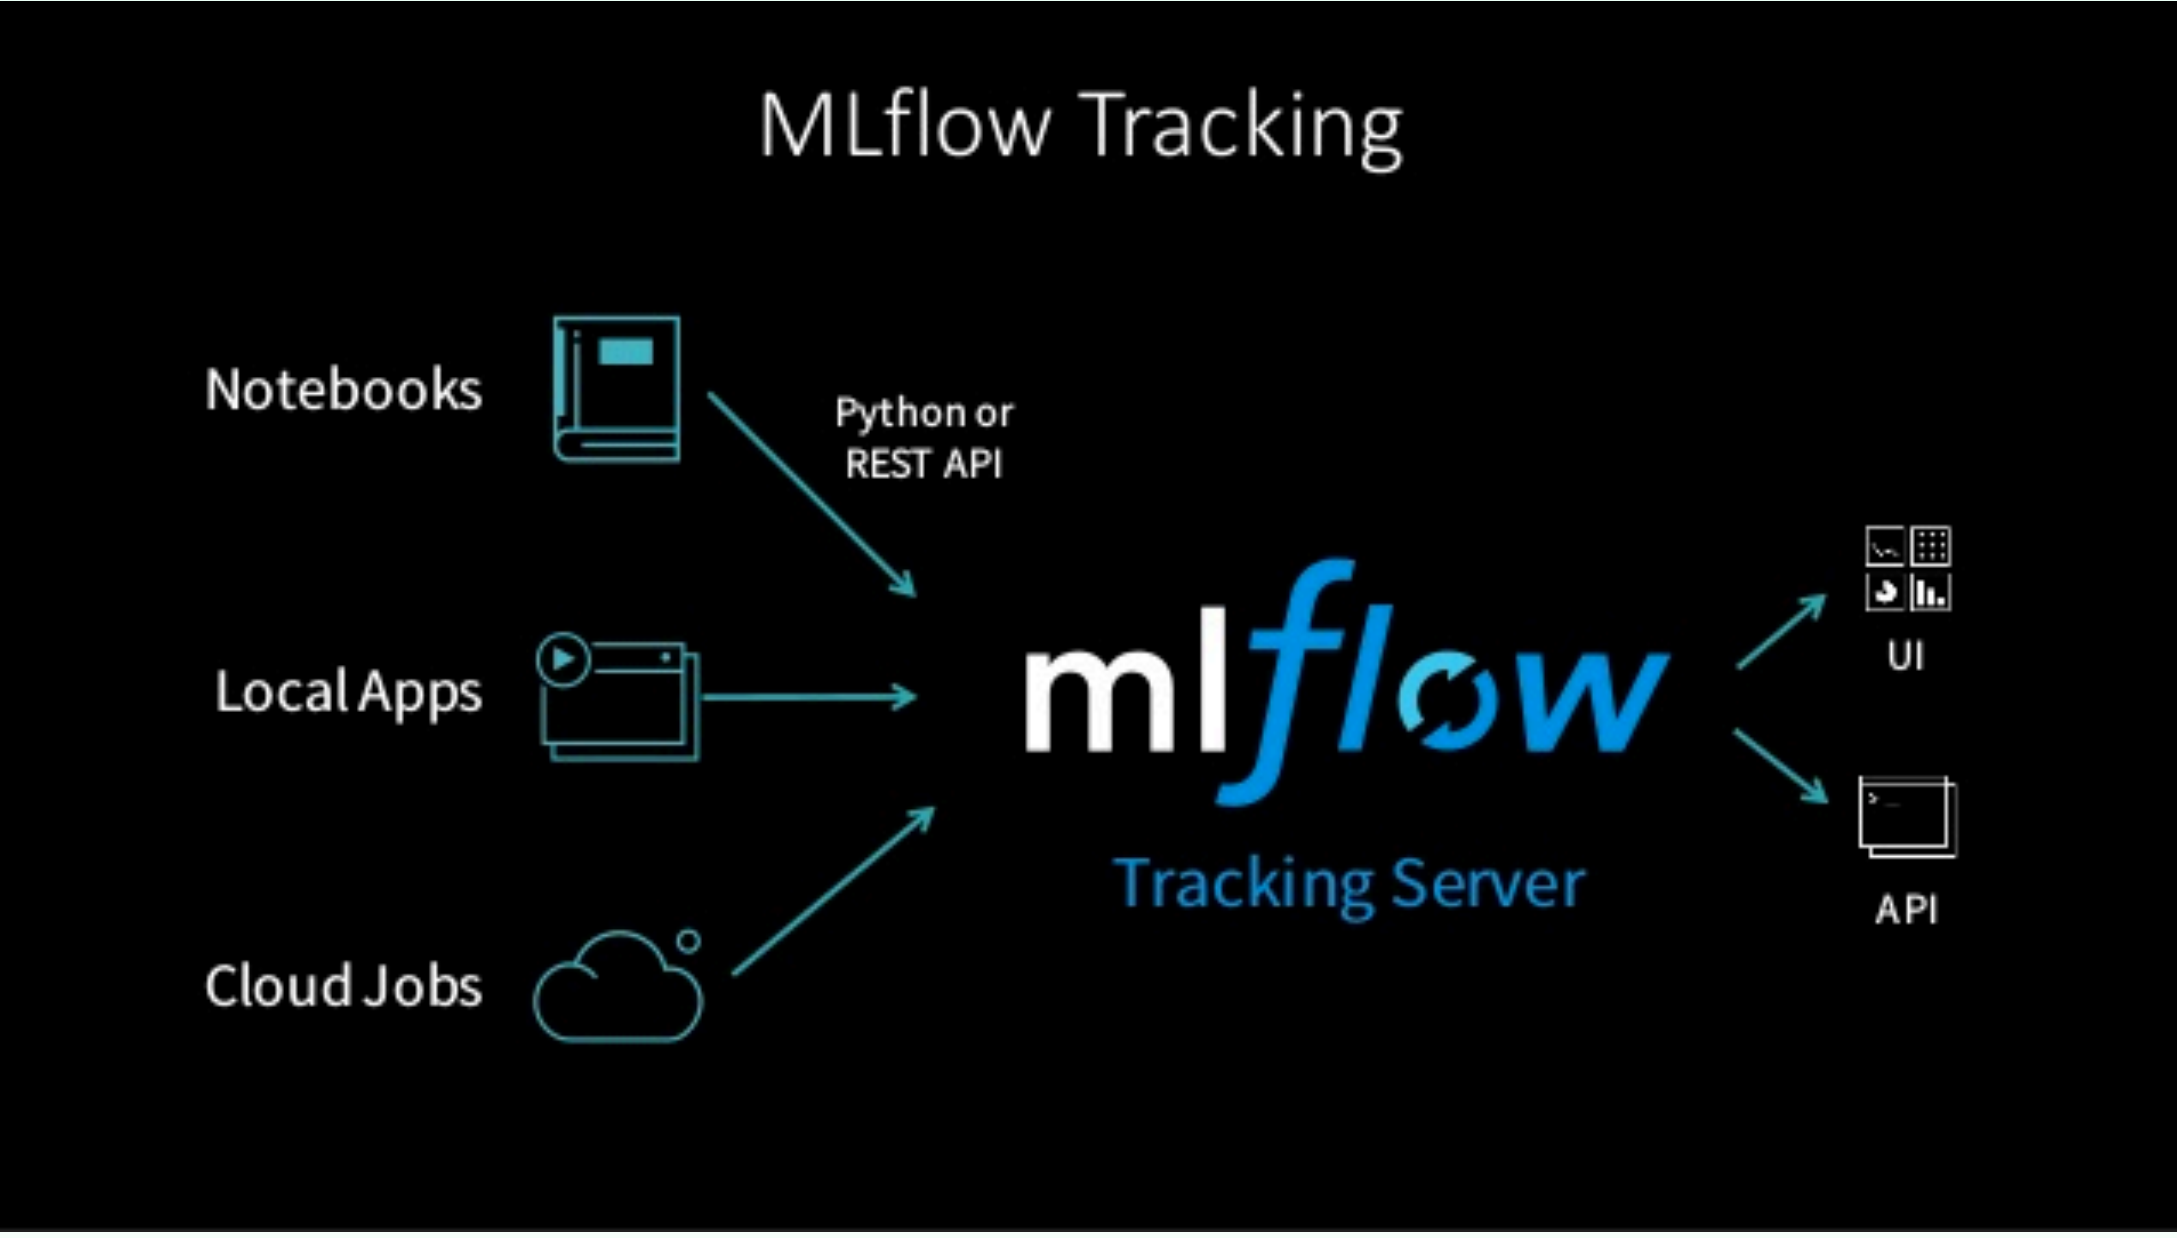 MLflow Tracking
Notebooks
Python or
REST API
Local Apps
Cloud Jobs
mlflow
Tracking Server
UI
>_
API